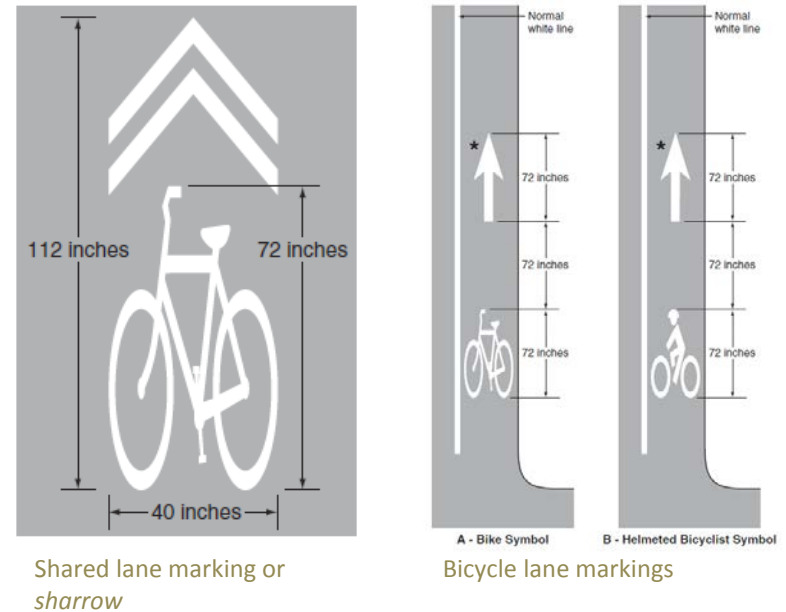 112 inches
72 inches
40 inches
Shared lane marking or
sharrow
Normal
white line
*
72 inches
72 inches
72 inches
A - Bike Symbol
Normal
white line
*
72 inches
72 inches
72 inches
B - Helmeted Bicyclist Symbol
Bicycle lane markings